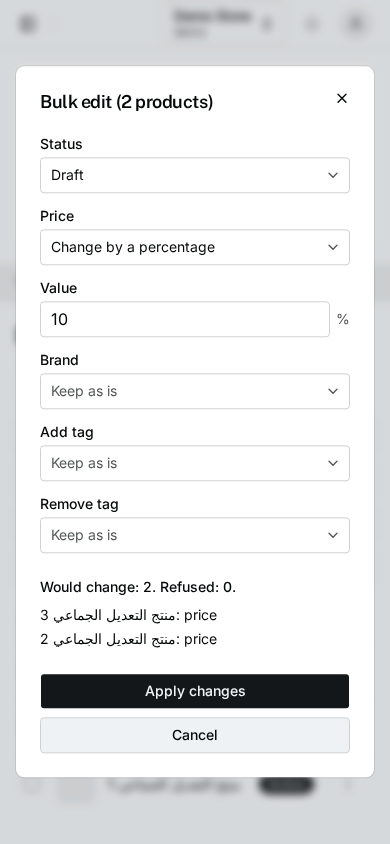 Demo Store
Bulk edit (2 products)
Status
Draft
Price
Change by a percentage
Value
10
%
Brand
Keep as is
Add tag
Keep as is
Remove tag
Keep as is
Would change: 2. Refused: 0.
منتج التعديل الجماعي 3: price
منتج التعديل الجماعي 2: price
Apply changes
Cancel